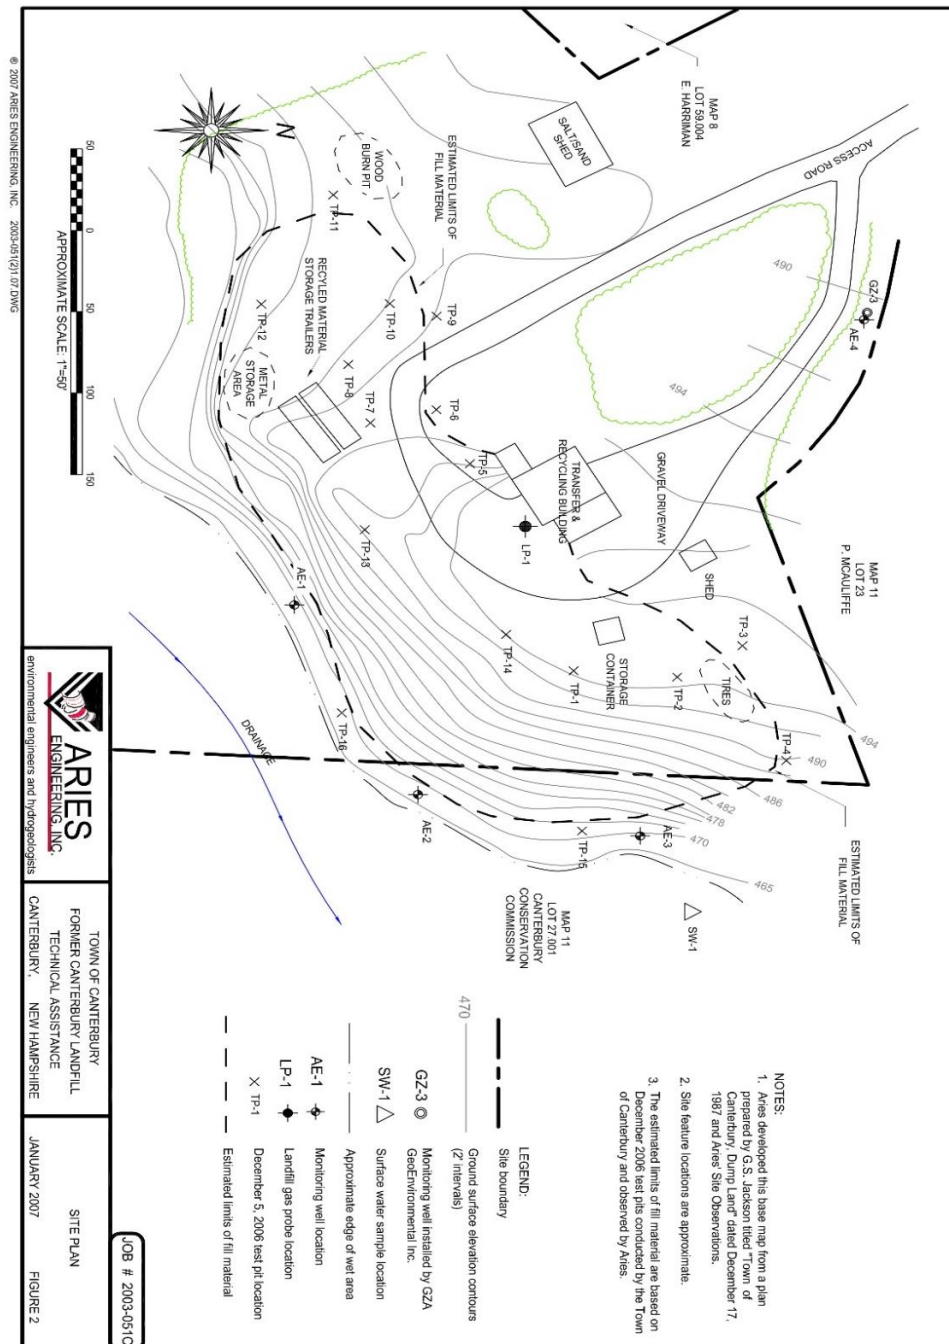 MAP 8
LOT 59.004
E. HARRIMAN
ACCESS ROAD
SALT/SAND
SHED
490
GZ-3
AE-4
494
MAP 11
LOT 23
P. MCAULIFFE
N
WOOD
BURN PIT
ESTIMATED LIMITS OF
FILL MATERIAL
TP-11
RECYLED MATERIAL
STORAGE TRAILERS
TP-10
TP-9
TP-12
METAL
STORAGE
AREA
TP-8
TP-7
TP-6
TP-5
TRANSFER &
RECYCLING BUILDING
GRAVEL DRIVEWAY
LP-1
SHED
TP-13
AE-1
TP-3
TP-14
STORAGE
CONTAINER
TP-1
TP-2
TIRES
TP-4
494
490
486
482
478
470
465
TP-16
DRAINAGE
AE-2
TP-15
AE-3
SW-1
ESTIMATED LIMITS OF
FILL MATERIAL
MAP 11
LOT 27.001
CANTERBURY
CONSERVATION
COMMISSION
50
0
50
100
150
APPROXIMATE SCALE: 1"=50'
© 2007 ARIES ENGINEERING, INC. 2003-051(2)1.07.DWG
NOTES:
1. Aries developed this base map from a plan
prepared by G.S. Jackson titled "Town of
Canterbury, Dump Land" dated December 17,
1987 and Aries' Site Observations.
2. Site feature locations are approximate.
3. The estimated limits of fill material are based on
December 2006 test pits conducted by the Town
of Canterbury and observed by Aries.
LEGEND:
Site boundary
470
Ground surface elevation contours
(2' intervals)
GZ-3
Monitoring well installed by GZA
GeoEnvironmental Inc.
SW-1
Surface water sample location
Approximate edge of wet area
AE-1
Monitoring well location
LP-1
Landfill gas probe location
TP-1
December 5, 2006 test pit location
Estimated limits of fill material
ARIES
ENGINEERING, INC.
environmental engineers and hydrogeologists
TOWN OF CANTERBURY
FORMER CANTERBURY LANDFILL
TECHNICAL ASSISTANCE
CANTERBURY, NEW HAMPSHIRE
SITE PLAN
JANUARY 2007 FIGURE 2
JOB # 2003-051C